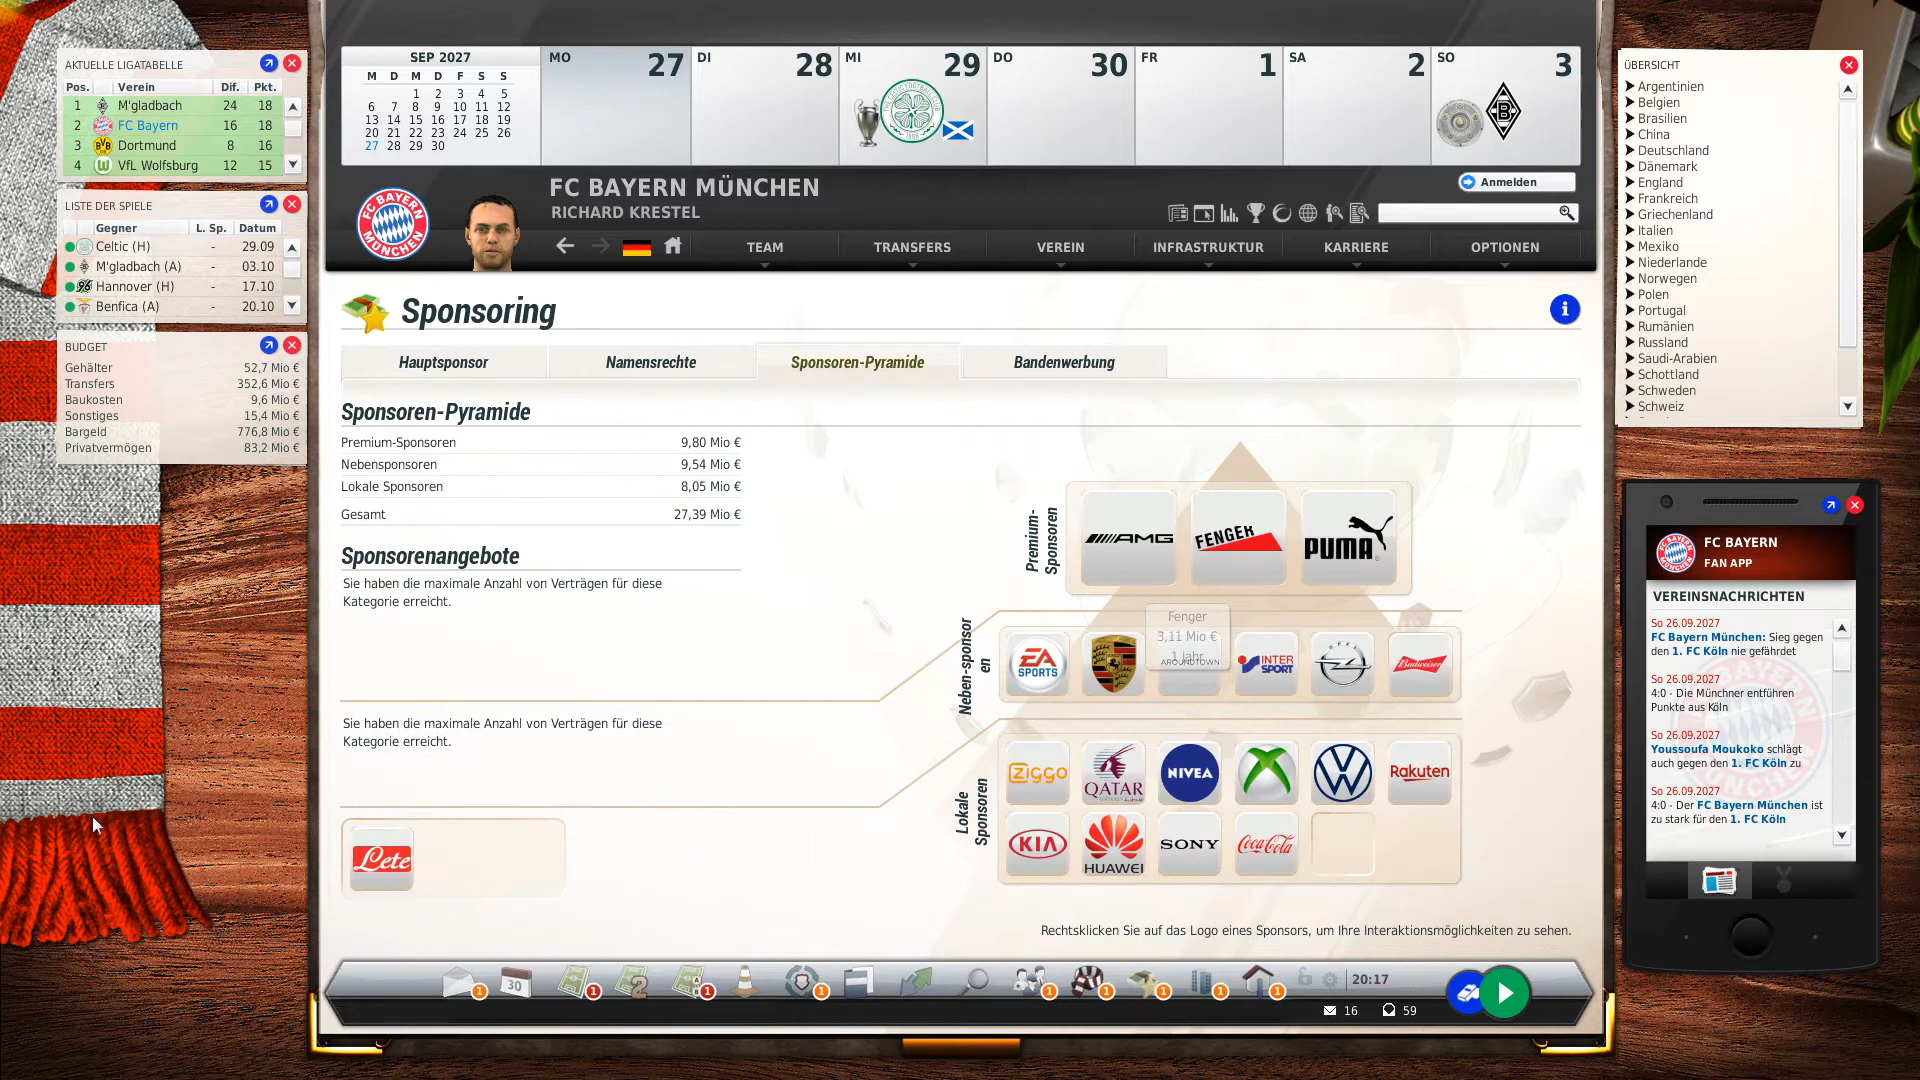 AKTUELLE LIGATABELLE
Pos. Verein Dif. Pkt.
1 M'gladbach 24 18
2 FC Bayern 16 18
3 Dortmund 8 16
4 VfL Wolfsburg 12 15
LISTE DER SPIELE
Gegner L. Sp. Datum
Celtic (H) - 29.09
M'gladbach (A) - 03.10
Hannover (H) - 17.10
Benfica (A) - 20.10
BUDGET
Gehälter 52,7 Mio €
Transfers 352,6 Mio €
Baukosten 9,6 Mio €
Sonstiges 15,4 Mio €
Bargeld 776,8 Mio €
Privatvermögen 83,2 Mio €
SEP 2027
M D M D F S S
1 2 3 4 5
6 7 8 9 10 11 12
13 14 15 16 17 18 19
20 21 22 23 24 25 26
27 28 29 30
MO 27 DI 28 MI 29 DO 30 FR 1 SA 2 SO 3
FC BAYERN MÜNCHEN
RICHARD KRESTEL
Anmelden
TEAM TRANSFERS VEREIN INFRASTRUKTUR KARRIERE OPTIONEN
Sponsoring
Hauptsponsor Namensrechte Sponsoren-Pyramide Bandenwerbung
Sponsoren-Pyramide
Premium-Sponsoren 9,80 Mio €
Nebensponsoren 9,54 Mio €
Lokale Sponsoren 8,05 Mio €
Gesamt 27,39 Mio €
Sponsorenangebote
Sie haben die maximale Anzahl von Verträgen für diese
Kategorie erreicht.
Sie haben die maximale Anzahl von Verträgen für diese
Kategorie erreicht.
Lete
Premium-
Sponsoren
AMG FENGER PUMA
Fenger
3,11 Mio €
1 Jahr
Neben-sponsor
en
EA SPORTS AROUNDTOWN INTERSPORT Budweiser
Lokale
Sponsoren
Ziggo QATAR NIVEA Rakuten
KIA HUAWEI SONY Coca-Cola
Rechtsklicken Sie auf das Logo eines Sponsors, um Ihre Interaktionsmöglichkeiten zu sehen.
30 20:17
16 59
ÜBERSICHT
Argentinien
Belgien
Brasilien
China
Deutschland
Dänemark
England
Frankreich
Griechenland
Italien
Mexiko
Niederlande
Norwegen
Polen
Portugal
Rumänien
Russland
Saudi-Arabien
Schottland
Schweden
Schweiz
FC BAYERN
FAN APP
VEREINSNACHRICHTEN
So 26.09.2027
FC Bayern München: Sieg gegen
den 1. FC Köln nie gefährdet
So 26.09.2027
4:0 - Die Münchner entführen
Punkte aus Köln
So 26.09.2027
Youssoufa Moukoko schlägt
auch gegen den 1. FC Köln zu
So 26.09.2027
4:0 - Der FC Bayern München ist
zu stark für den 1. FC Köln